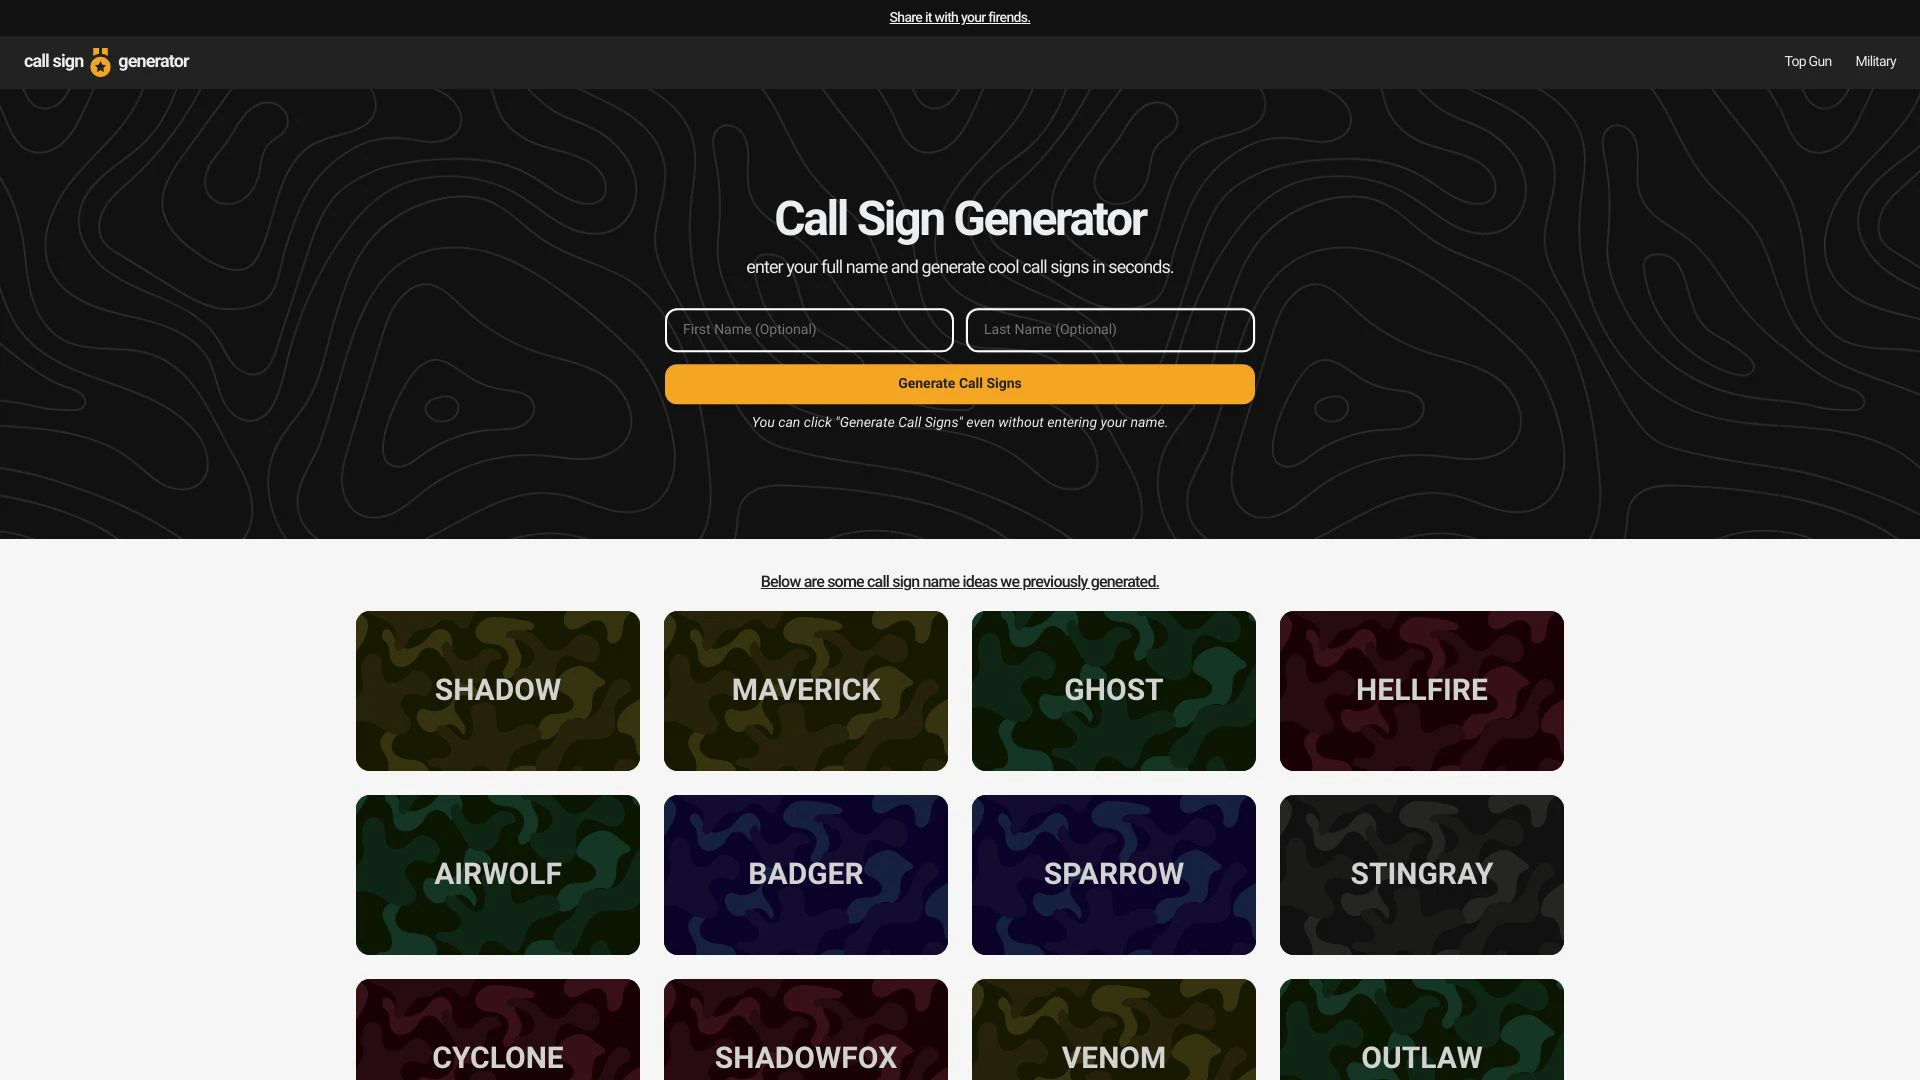 Share it with your firends.
call sign generator
Top Gun
Military
Call Sign Generator
enter your full name and generate cool call signs in seconds.
First Name (Optional)
Last Name (Optional)
Generate Call Signs
You can click "Generate Call Signs" even without entering your name.
Below are some call sign name ideas we previously generated.
SHADOW
MAVERICK
GHOST
HELLFIRE
AIRWOLF
BADGER
SPARROW
STINGRAY
CYCLONE
SHADOWFOX
VENOM
OUTLAW